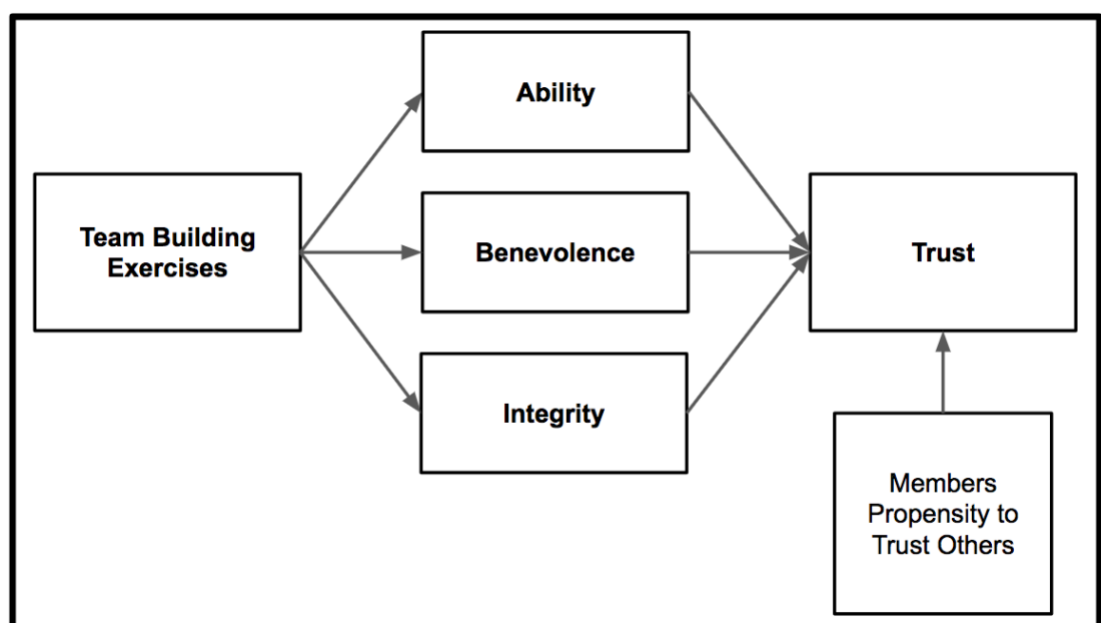 Ability
Team Building
Exercises
Benevolence
Trust
Integrity
Members
Propensity to
Trust Others